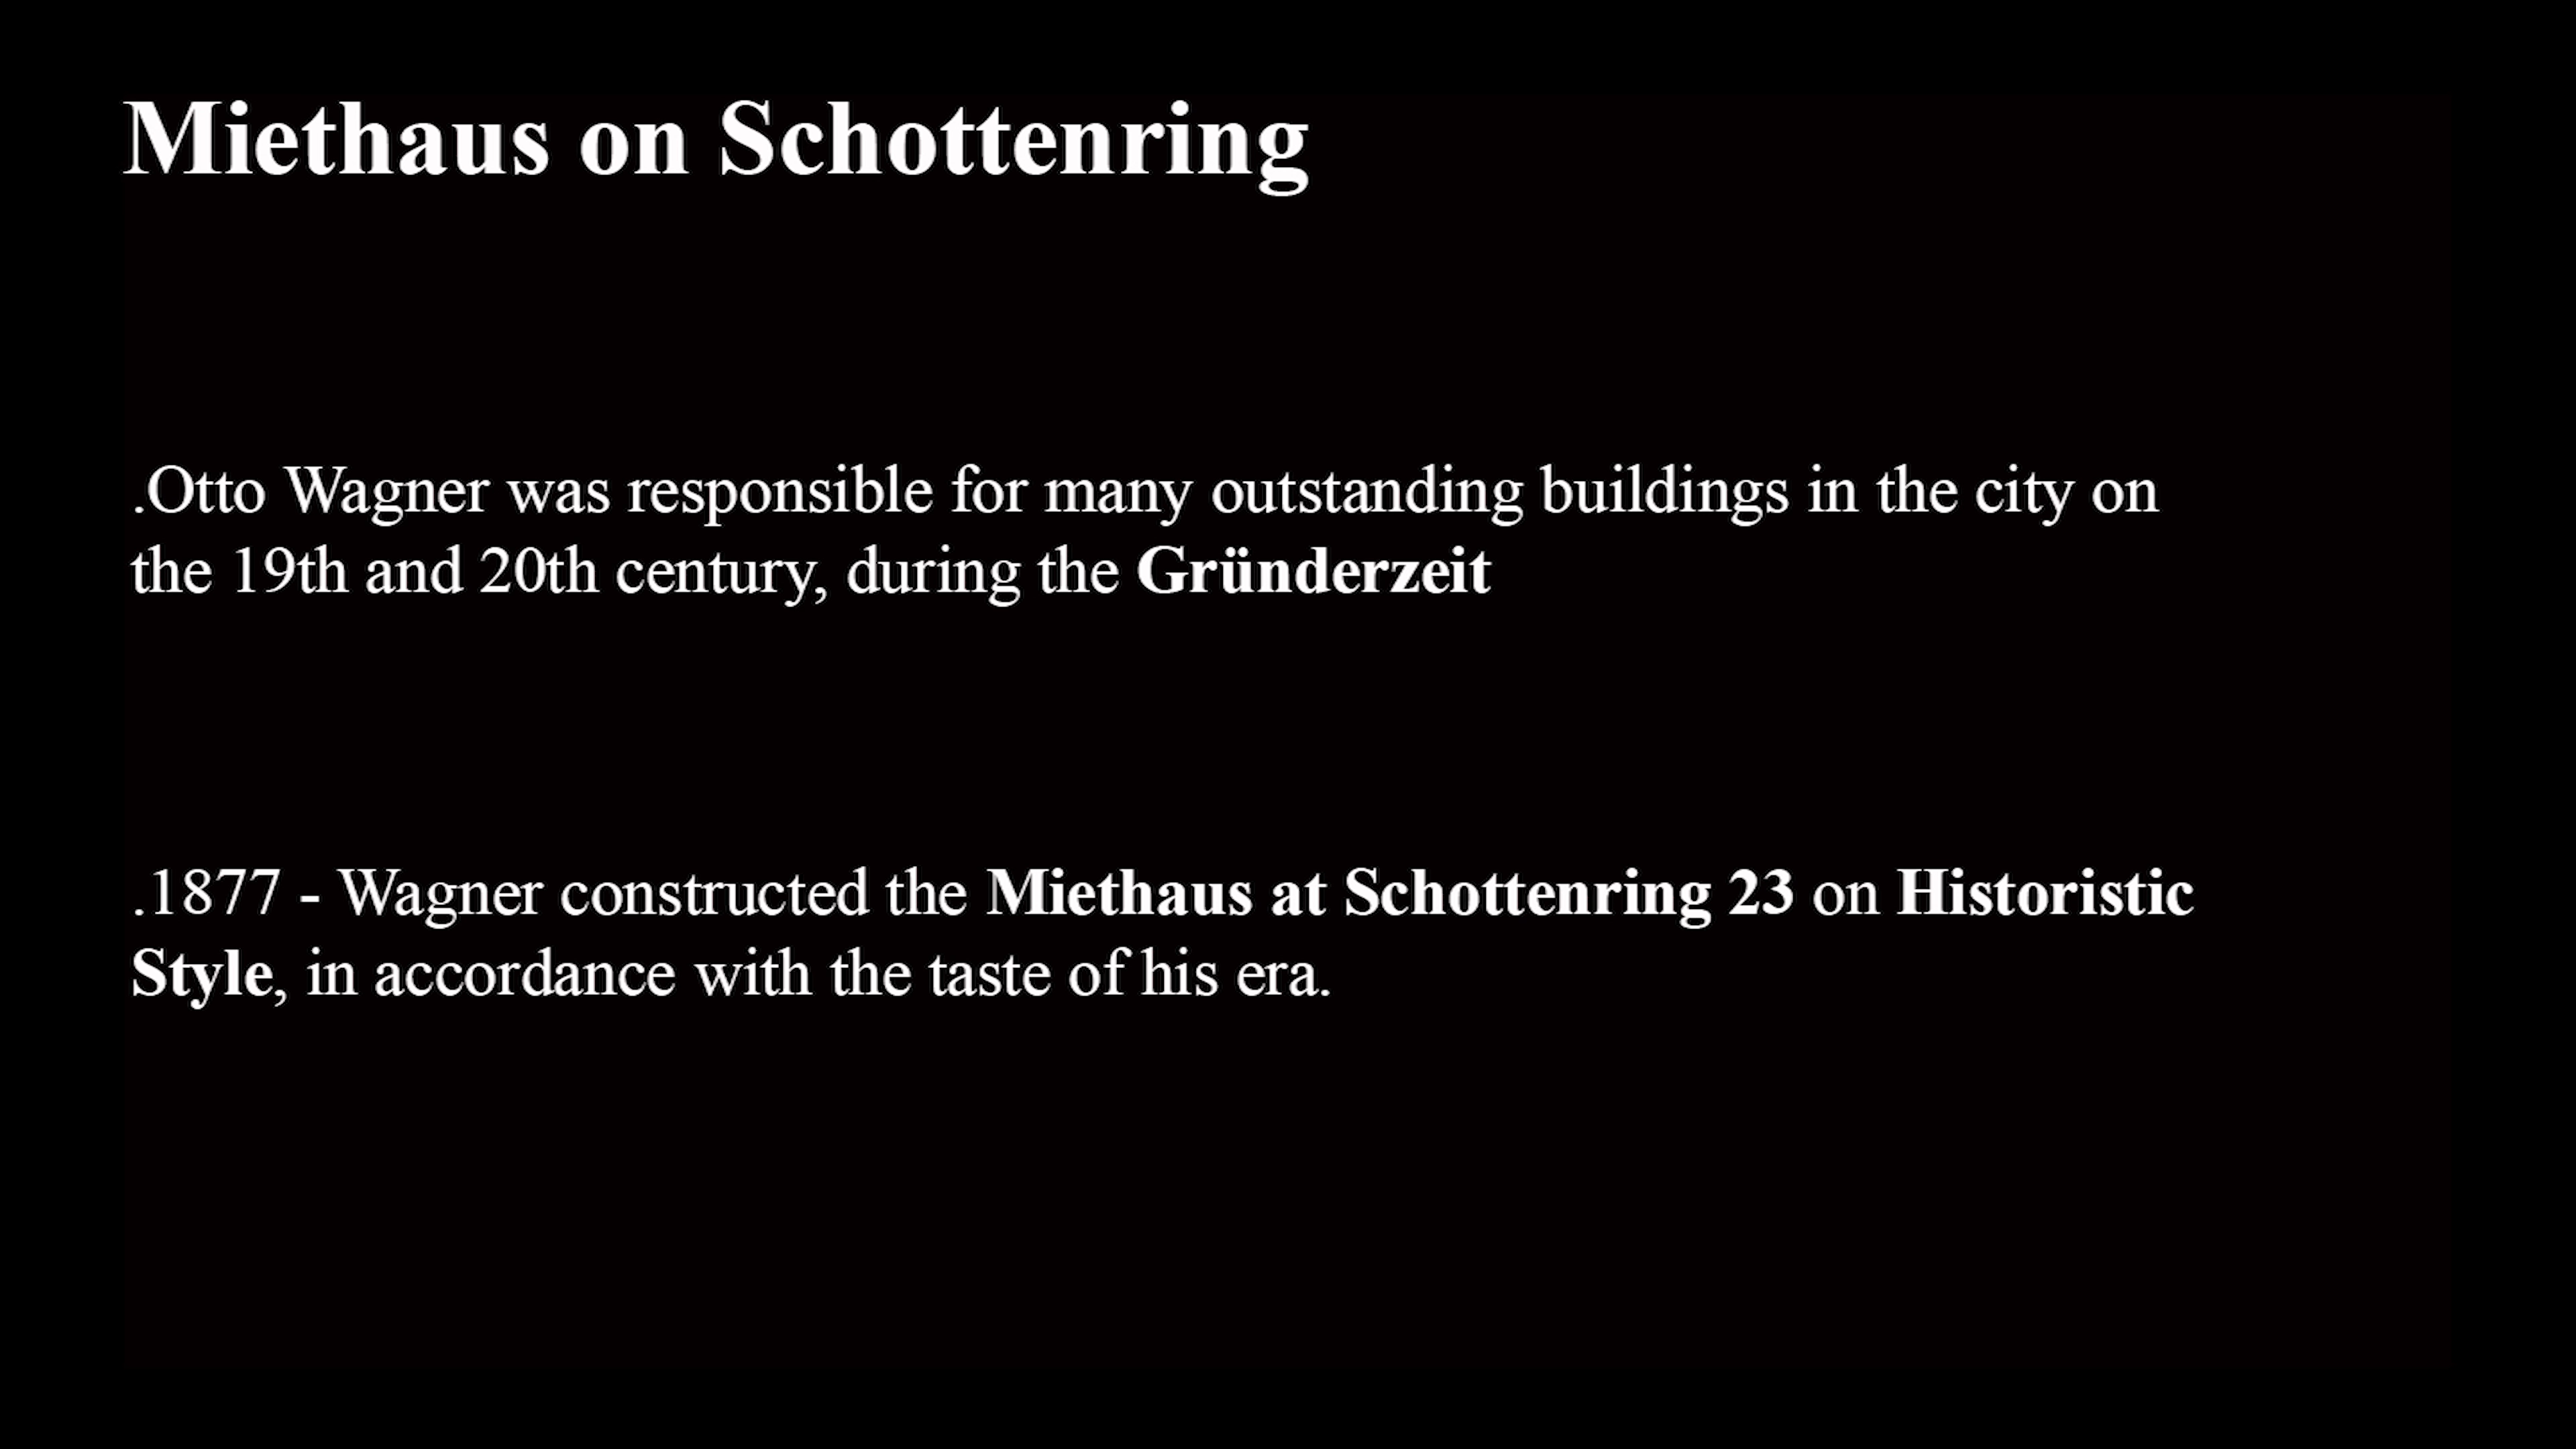 Miethaus on Schottenring
.Otto Wagner was responsible for many outstanding buildings in the city on
the 19th and 20th century, during the Gründerzeit
.1877 - Wagner constructed the Miethaus at Schottenring 23 on Historistic
Style, in accordance with the taste of his era.